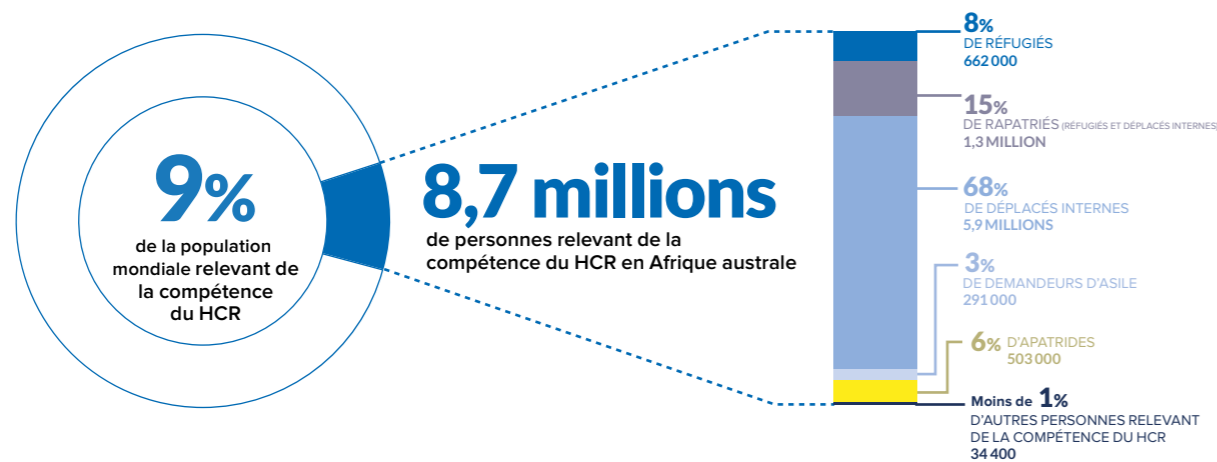 9%
de la population
mondiale relevant de
la compétence
du HCR
8,7 millions
de personnes relevant de la
compétence du HCR en Afrique australe
8%
DE RÉFUGIÉS
662 000
15%
DE RAPATRIÉS (RÉFUGIÉS ET DÉPLACÉS INTERNES)
1,3 MILLION
68%
DE DÉPLACÉS INTERNES
5,9 MILLIONS
3%
DE DEMANDEURS D'ASILE
291 000
6% D'APATRIDES
503 000
Moins de 1%
D'AUTRES PERSONNES RELEVANT
DE LA COMPÉTENCE DU HCR
34 400